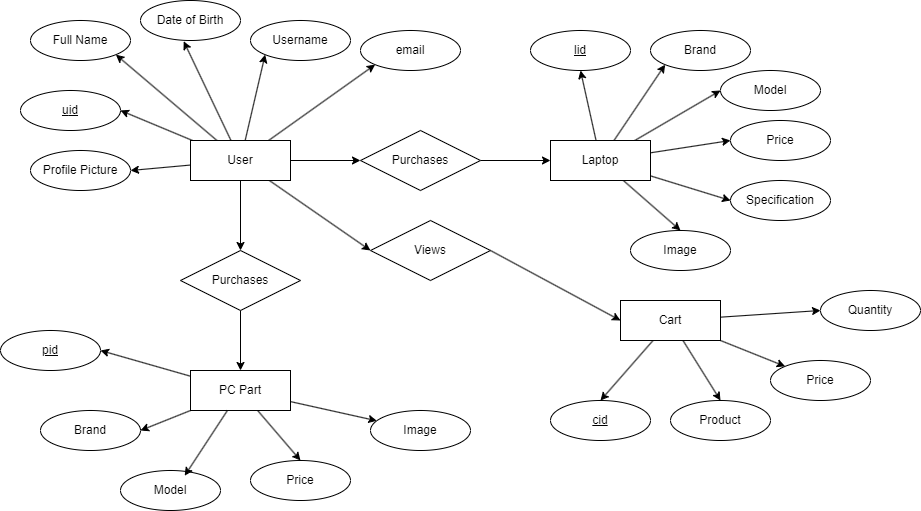 Date of Birth
Full Name
Username
email
lid
Brand
Model
uid
Price
User
Purchases
Laptop
Profile Picture
Specification
Views
Image
Purchases
Quantity
Cart
pid
Price
PC Part
cid
Product
Brand
Image
Model
Price